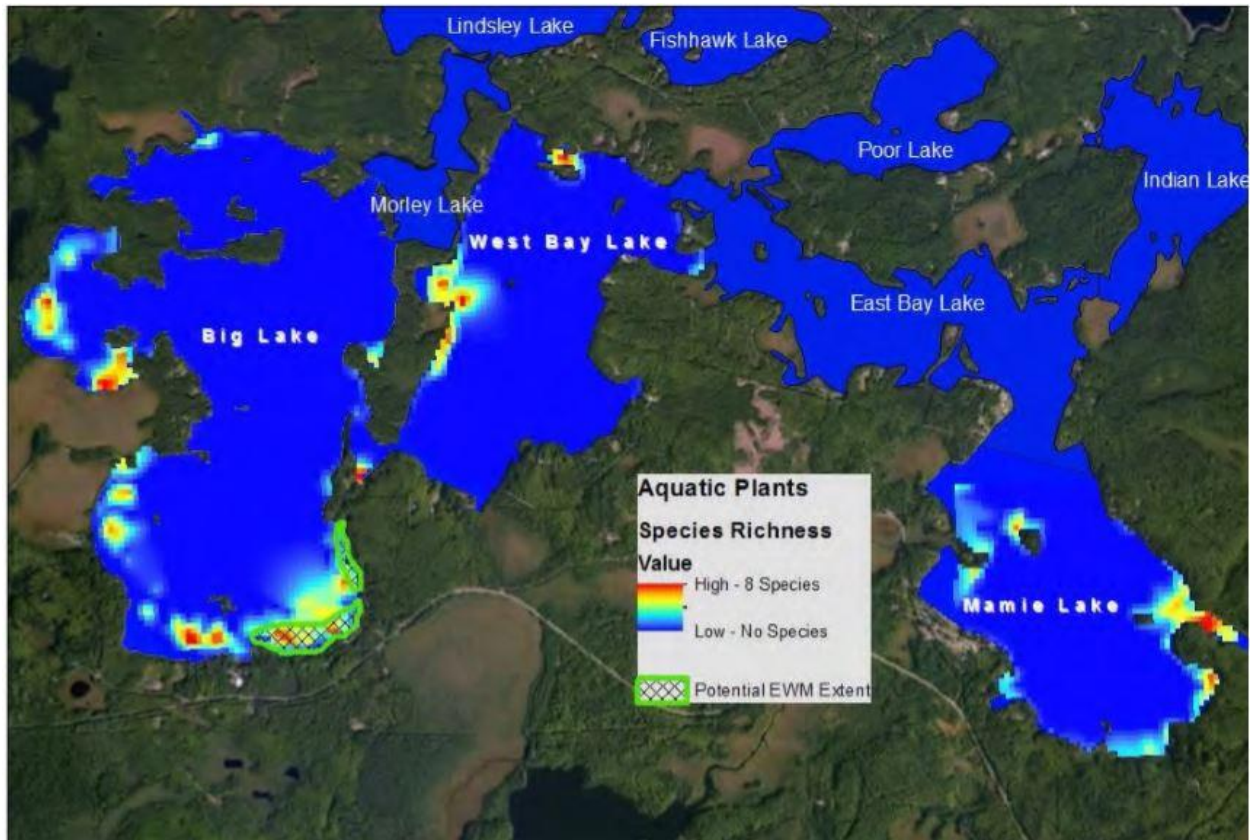 Lindsley Lake
Fishhawk Lake
Poor Lake
Indian Lake
Morley Lake
West Bay Lake
East Bay Lake
Big Lake
Aquatic Plants
Species Richness
Value
High - 8 Species
Low - No Species
Potential EWM Extent
Mamie Lake